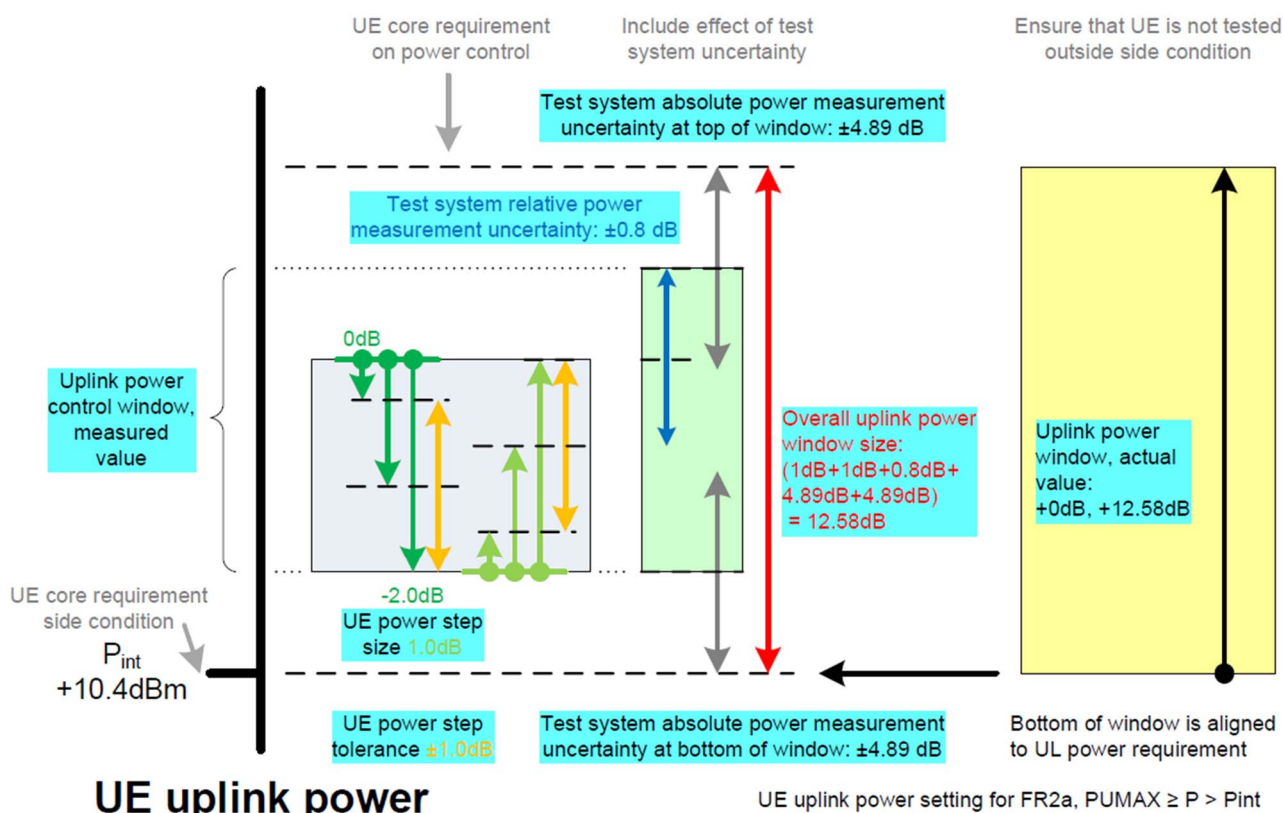 UE core requirement
on power control
Include effect of test
system uncertainty
Ensure that UE is not tested
outside side condition
Test system absolute power measurement
uncertainty at top of window: ±4.89 dB
Test system relative power
measurement uncertainty: ±0.8 dB
0dB
Uplink power
control window,
measured
value
Overall uplink power
window size:
(1dB+1dB+0.8dB+
4.89dB+4.89dB)
= 12.58dB
Uplink power
window, actual
value:
+0dB, +12.58dB
-2.0dB
UE core requirement
side condition
UE power step
size 1.0dB
Pint
+10.4dBm
UE power step
tolerance ±1.0dB
Test system absolute power measurement
uncertainty at bottom of window: ±4.89 dB
Bottom of window is aligned
to UL power requirement
UE uplink power
UE uplink power setting for FR2a, PUMAX ≥ P > Pint